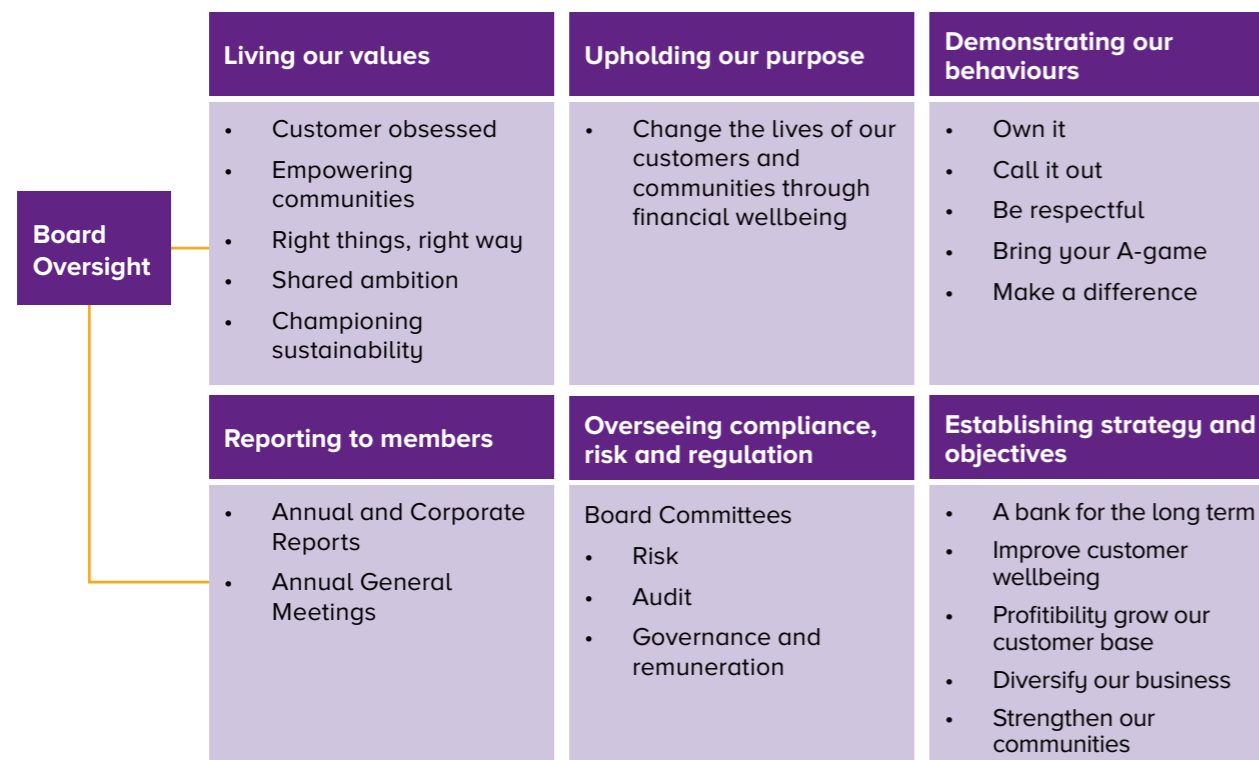 Board
Oversight
Living our values
• Customer obsessed
• Empowering
communities
• Right things, right way
• Shared ambition
• Championing
sustainability
Upholding our purpose
• Change the lives of our
customers and
communities through
financial wellbeing
Demonstrating our
behaviours
• Own it
• Call it out
• Be respectful
• Bring your A-game
• Make a difference
Reporting to members
• Annual and Corporate
Reports
• Annual General
Meetings
Overseeing compliance,
risk and regulation
Board Committees
• Risk
• Audit
• Governance and
remuneration
Establishing strategy and
objectives
• A bank for the long term
• Improve customer
wellbeing
• Profitibility grow our
customer base
• Diversify our business
• Strengthen our
communities